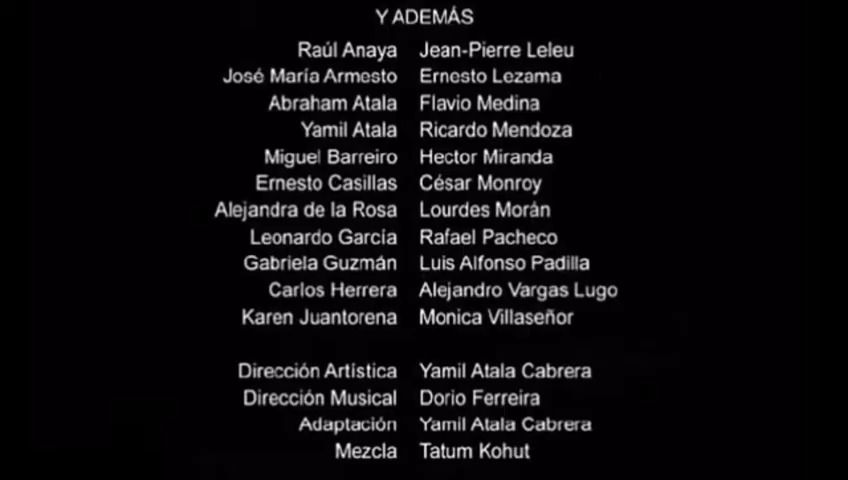 Y ADEMÁS
Raúl Anaya Jean-Pierre Leleu
José María Armesto Ernesto Lezama
Abraham Atala Flavio Medina
Yamil Atala Ricardo Mendoza
Miguel Barreiro Hector Miranda
Ernesto Casillas César Monroy
Alejandra de la Rosa Lourdes Morán
Leonardo García Rafael Pacheco
Gabriela Guzmán Luis Alfonso Padilla
Carlos Herrera Alejandro Vargas Lugo
Karen Juantorena Monica Villaseñor
Dirección Artística Yamil Atala Cabrera
Dirección Musical Dorio Ferreira
Adaptación Yamil Atala Cabrera
Mezcla Tatum Kohut